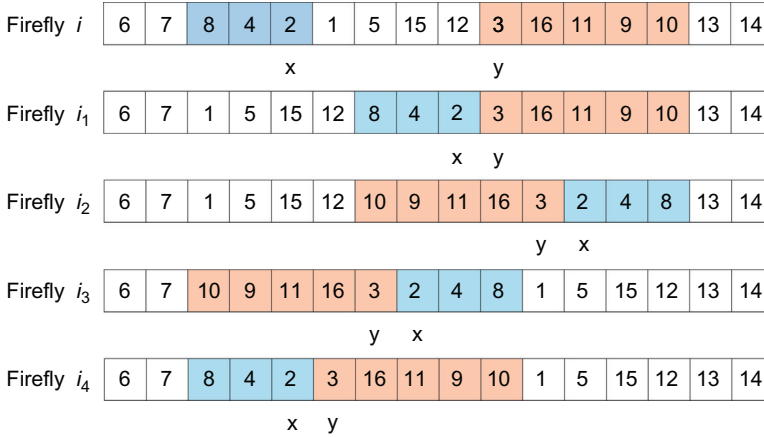 Firefly i 6 7 8 4 2 1 5 15 12 3 16 11 9 10 13 14
x y
Firefly i₁ 6 7 1 5 15 12 8 4 2 3 16 11 9 10 13 14
x y
Firefly i₂ 6 7 1 5 15 12 10 9 11 16 3 2 4 8 13 14
y x
Firefly i₃ 6 7 10 9 11 16 3 2 4 8 1 5 15 12 13 14
y x
Firefly i₄ 6 7 8 4 2 3 16 11 9 10 1 5 15 12 13 14
x y